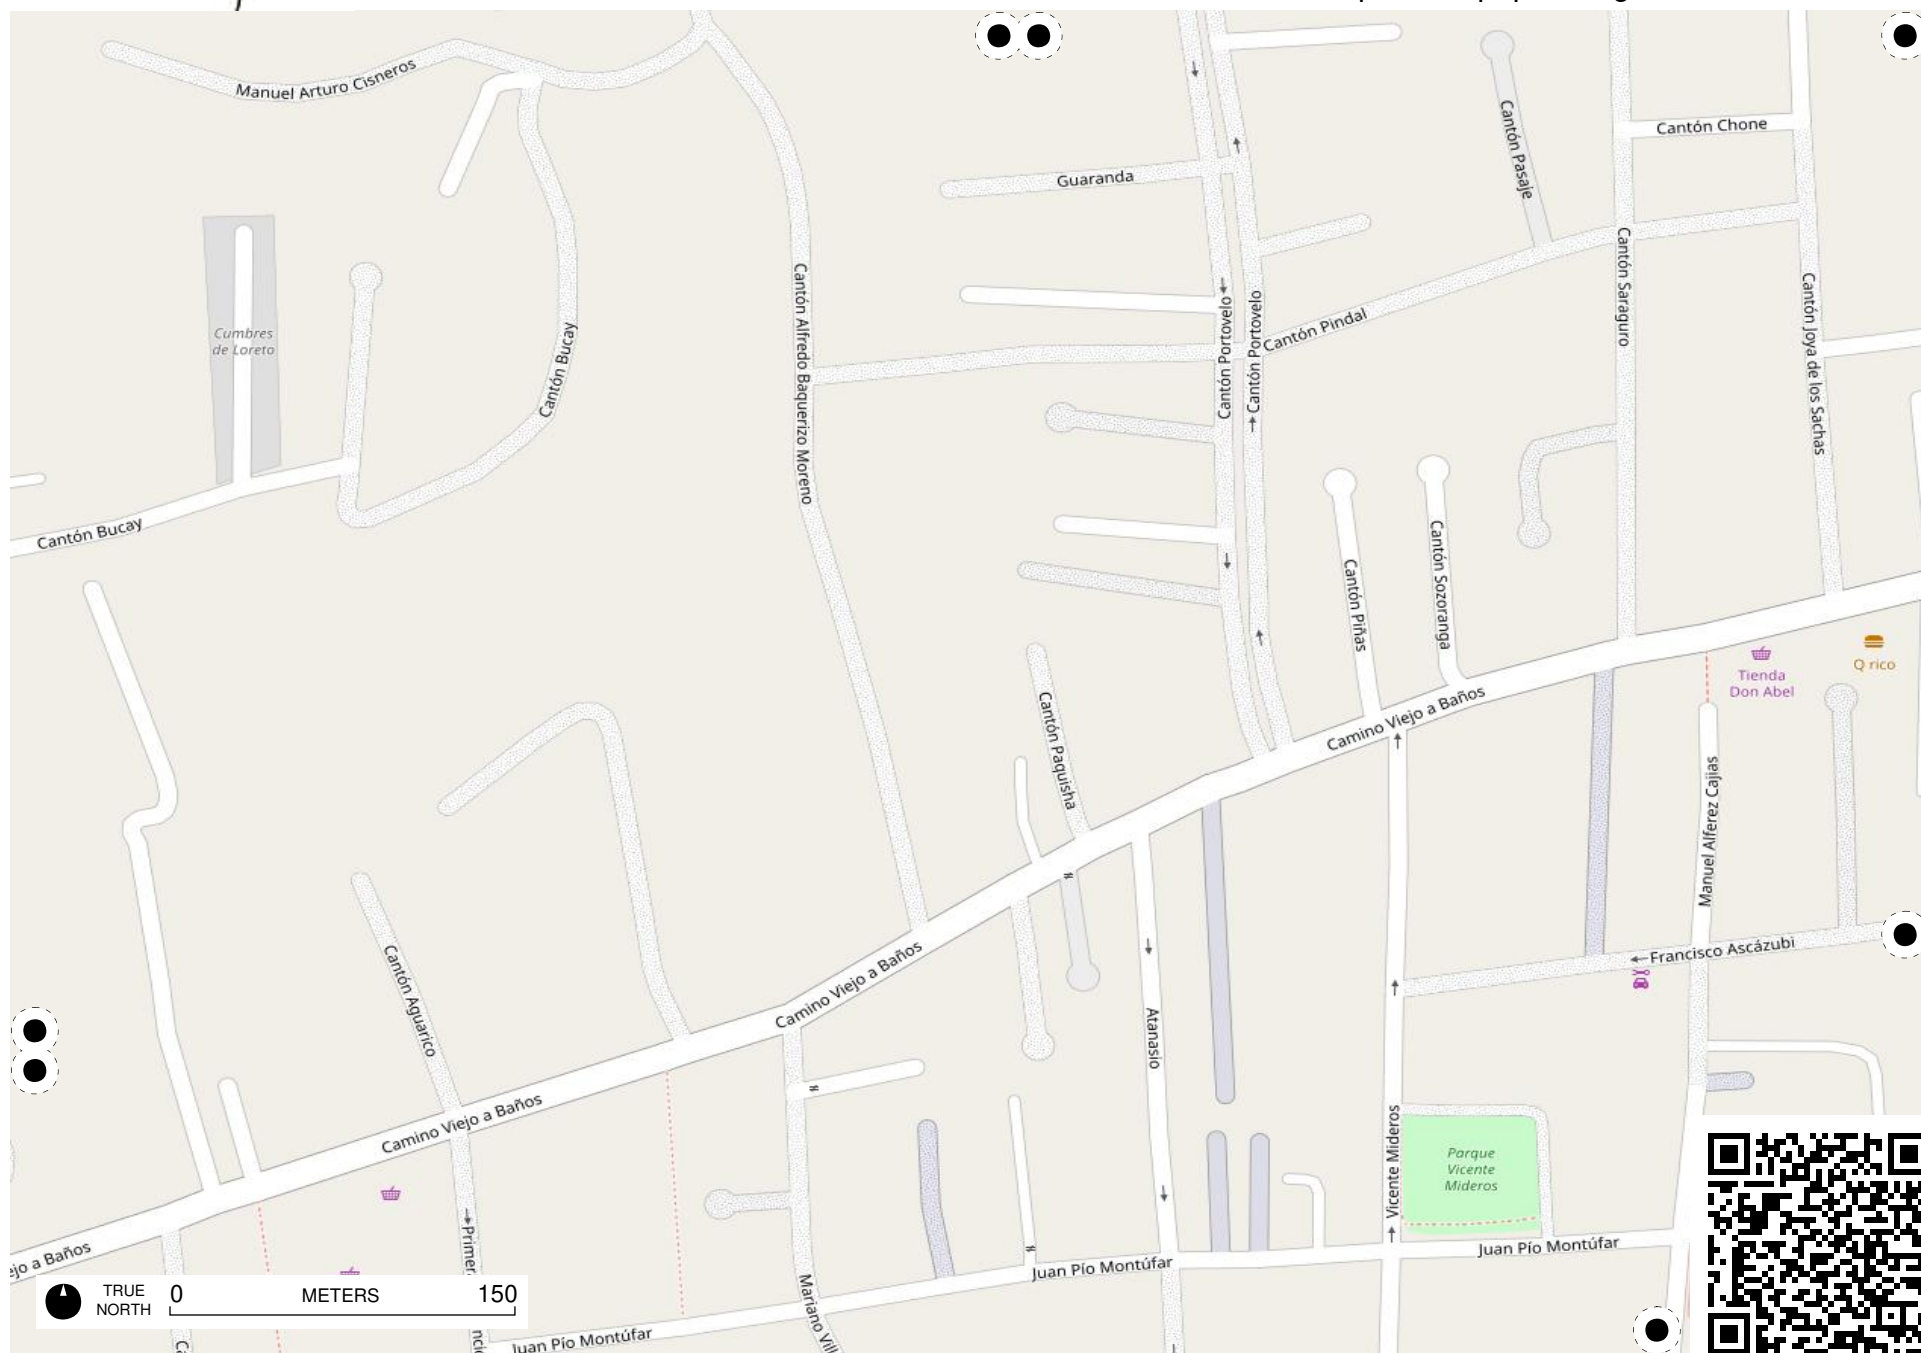 Manuel Arturo Cisneros
Cantón Pasaje
Cantón Chone
Guaranda
Cantón Alfredo Baquerizo Moreno
Cantón Portovelo
Cantón Portovelo
Cantón Pindal
Cantón Saraguro
Cantón Joya de los Sachas
Cumbres
de Loreto
Cantón Bucay
Cantón Bucay
Cantón Piñas
Cantón Sozoranga
Q rico
Tienda
Don Abel
Cantón Paquisha
Camino Viejo a Baños
Manuel Alferez Cajias
Cantón Aguarico
Camino Viejo a Baños
Francisco Ascázubi
Atanasio
Camino Viejo a Baños
Vicente Mideros
Parque
Vicente
Mideros
Primer
ejo a Baños
Juan Pío Montúfar
Juan Pío Montúfar
Mariano Vill
TRUE
NORTH
0 METERS 150
Juan Pío Montúfar